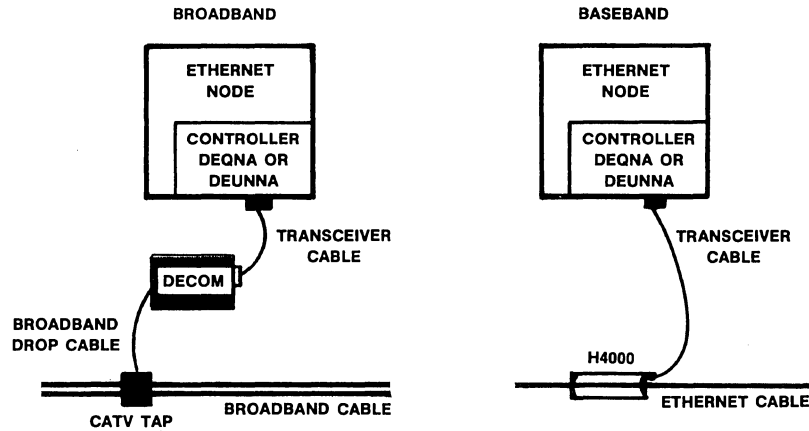 BROADBAND
ETHERNET
NODE
CONTROLLER
DEQNA OR
DEUNNA
TRANSCEIVER
CABLE
DECOM
BROADBAND
DROP CABLE
CATV TAP
BROADBAND CABLE
BASEBAND
ETHERNET
NODE
CONTROLLER
DEQNA OR
DEUNNA
TRANSCEIVER
CABLE
H4000
ETHERNET CABLE